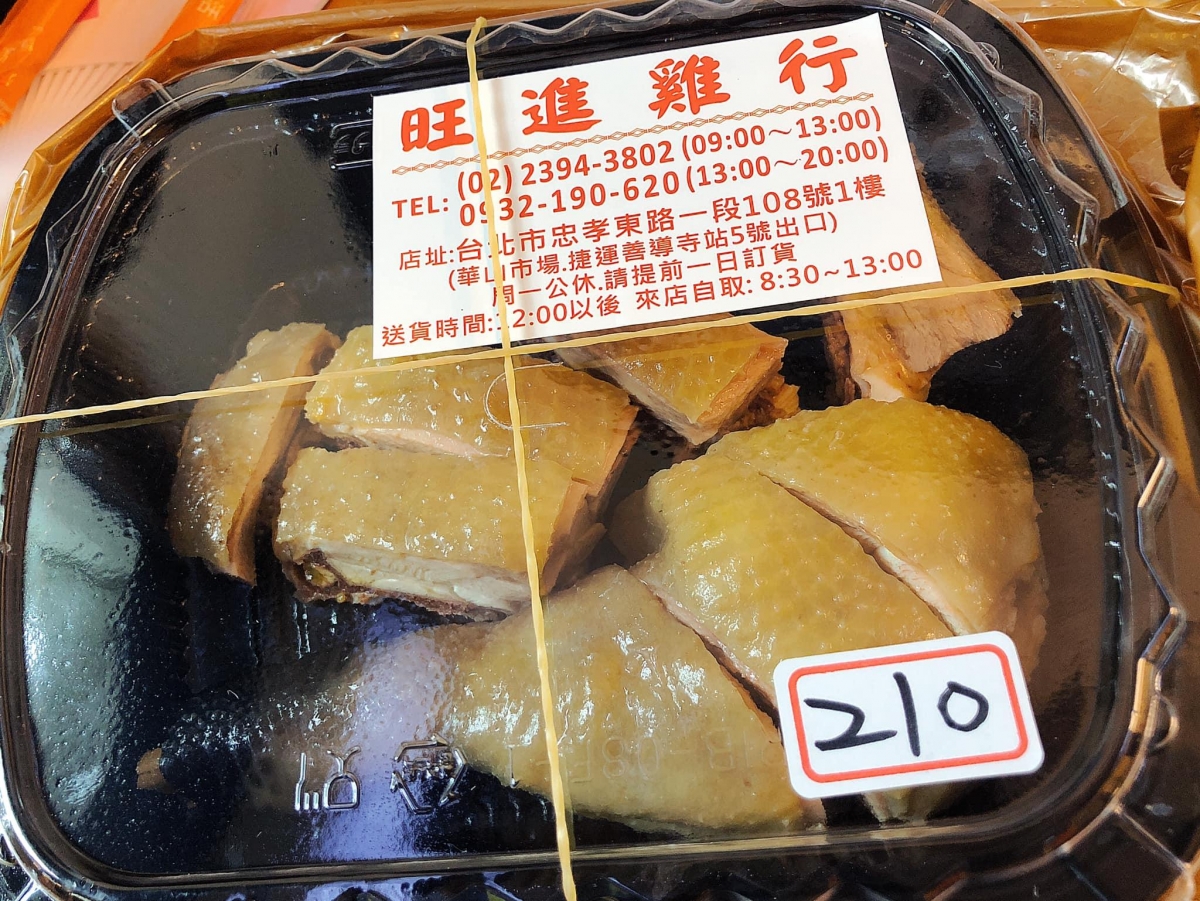 旺進雞行
TEL: (02) 2394-3802 (09:00～13:00)
0932-190-620 (13:00～20:00)
店址:台北市忠孝東路一段108號1樓
(華山市場.捷運善導寺站5號出口)
周一公休.請提前一日訂貨
送貨時間:12:00以後 來店自取: 8:30~13:00
210